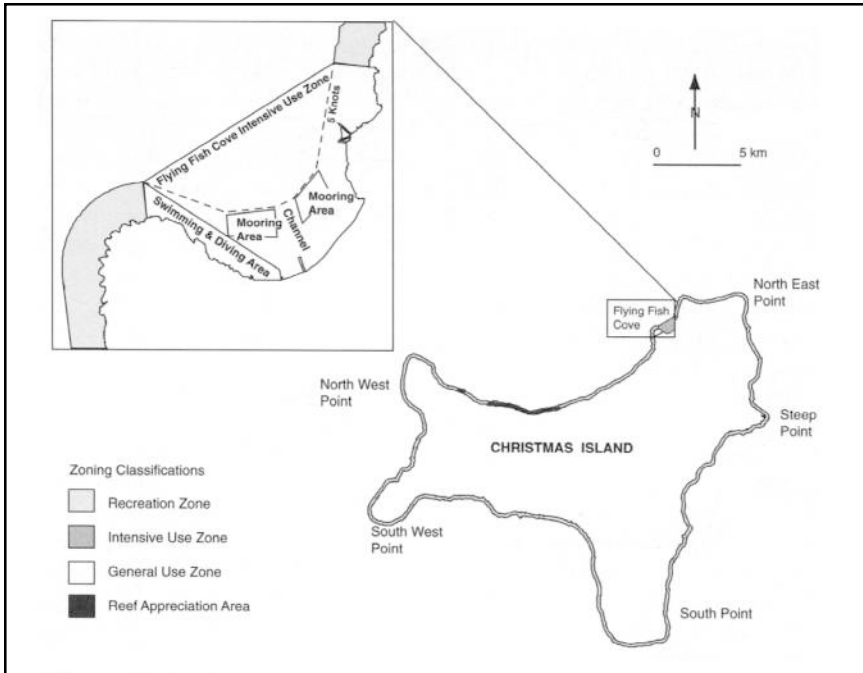 Flying Fish Cove Intensive Use Zone
5 Knots
Mooring
Area
Mooring
Area
Channel
Swimming & Diving Area
N
0 5 km
North East
Point
Flying Fish
Cove
North West
Point
Steep
Point
CHRISTMAS ISLAND
Zoning Classifications
Recreation Zone
Intensive Use Zone
General Use Zone
Reef Appreciation Area
South West
Point
South Point